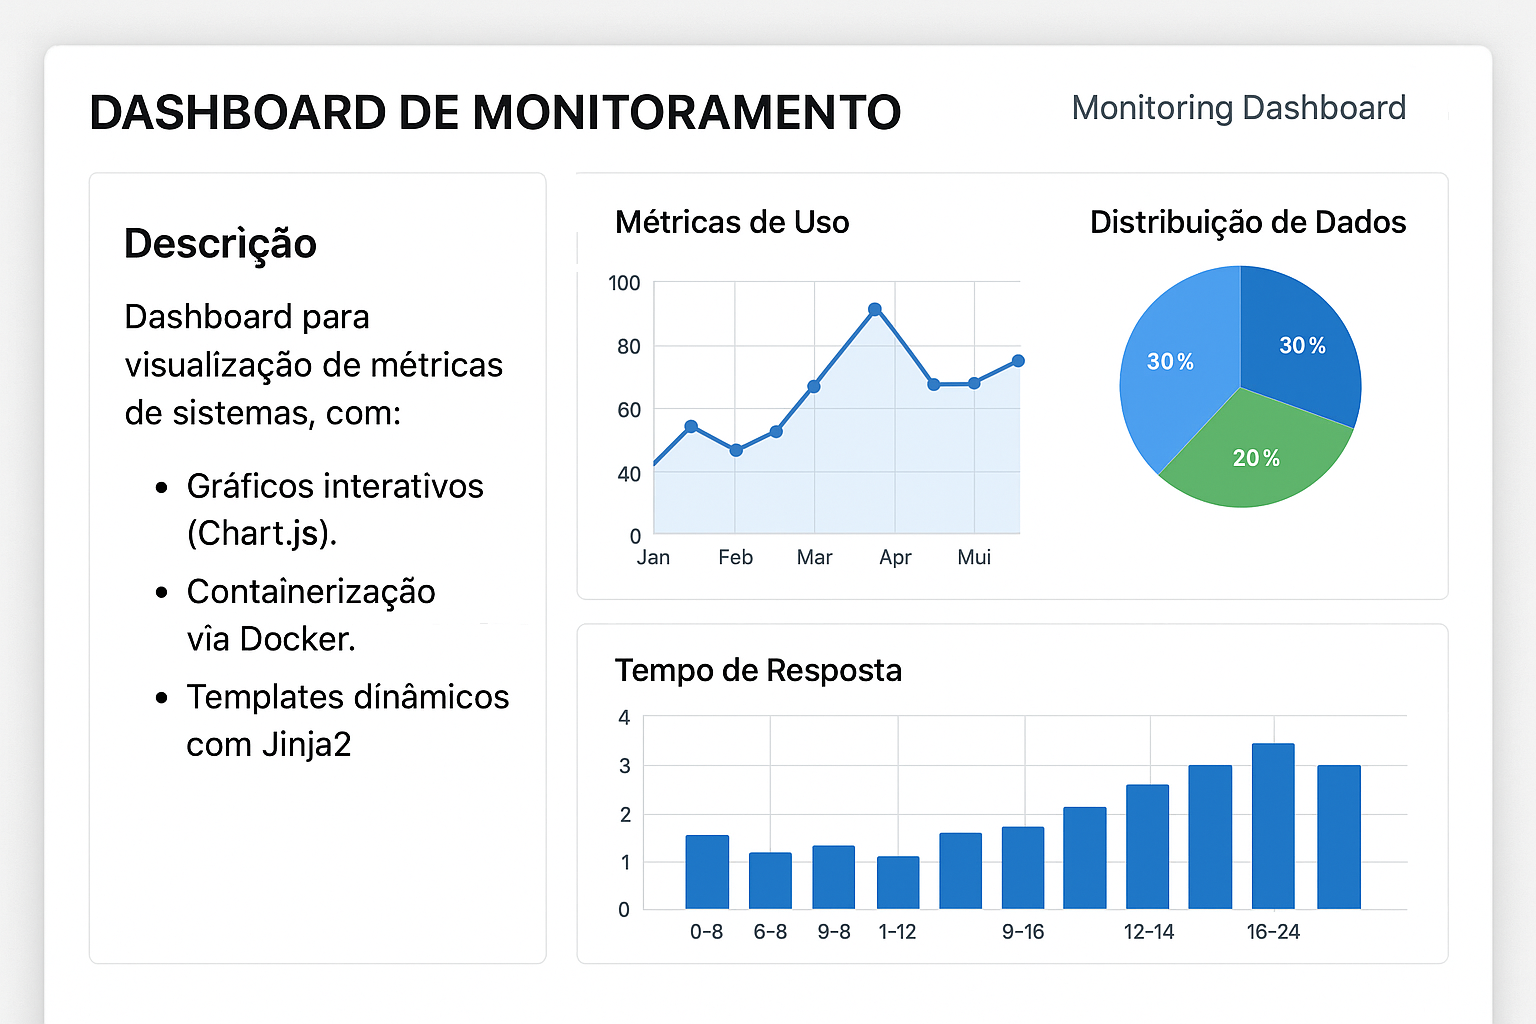 DASHBOARD DE MONITORAMENTO
Monitoring Dashboard
Descrição
Dashboard para
visualização de métricas
de sistemas, com:
• Gráficos interativos
(Chart.js).
• Containerização
via Docker.
• Templates dínâmicos
com Jinja2
Métricas de Uso
100
80
60
40
0
Jan Feb Mar Apr Mui
Distribuição de Dados
30%
30%
20%
Tempo de Resposta
4
3
2
1
0
0-8 6-8 9-8 1-12 9-16 12-14 16-24